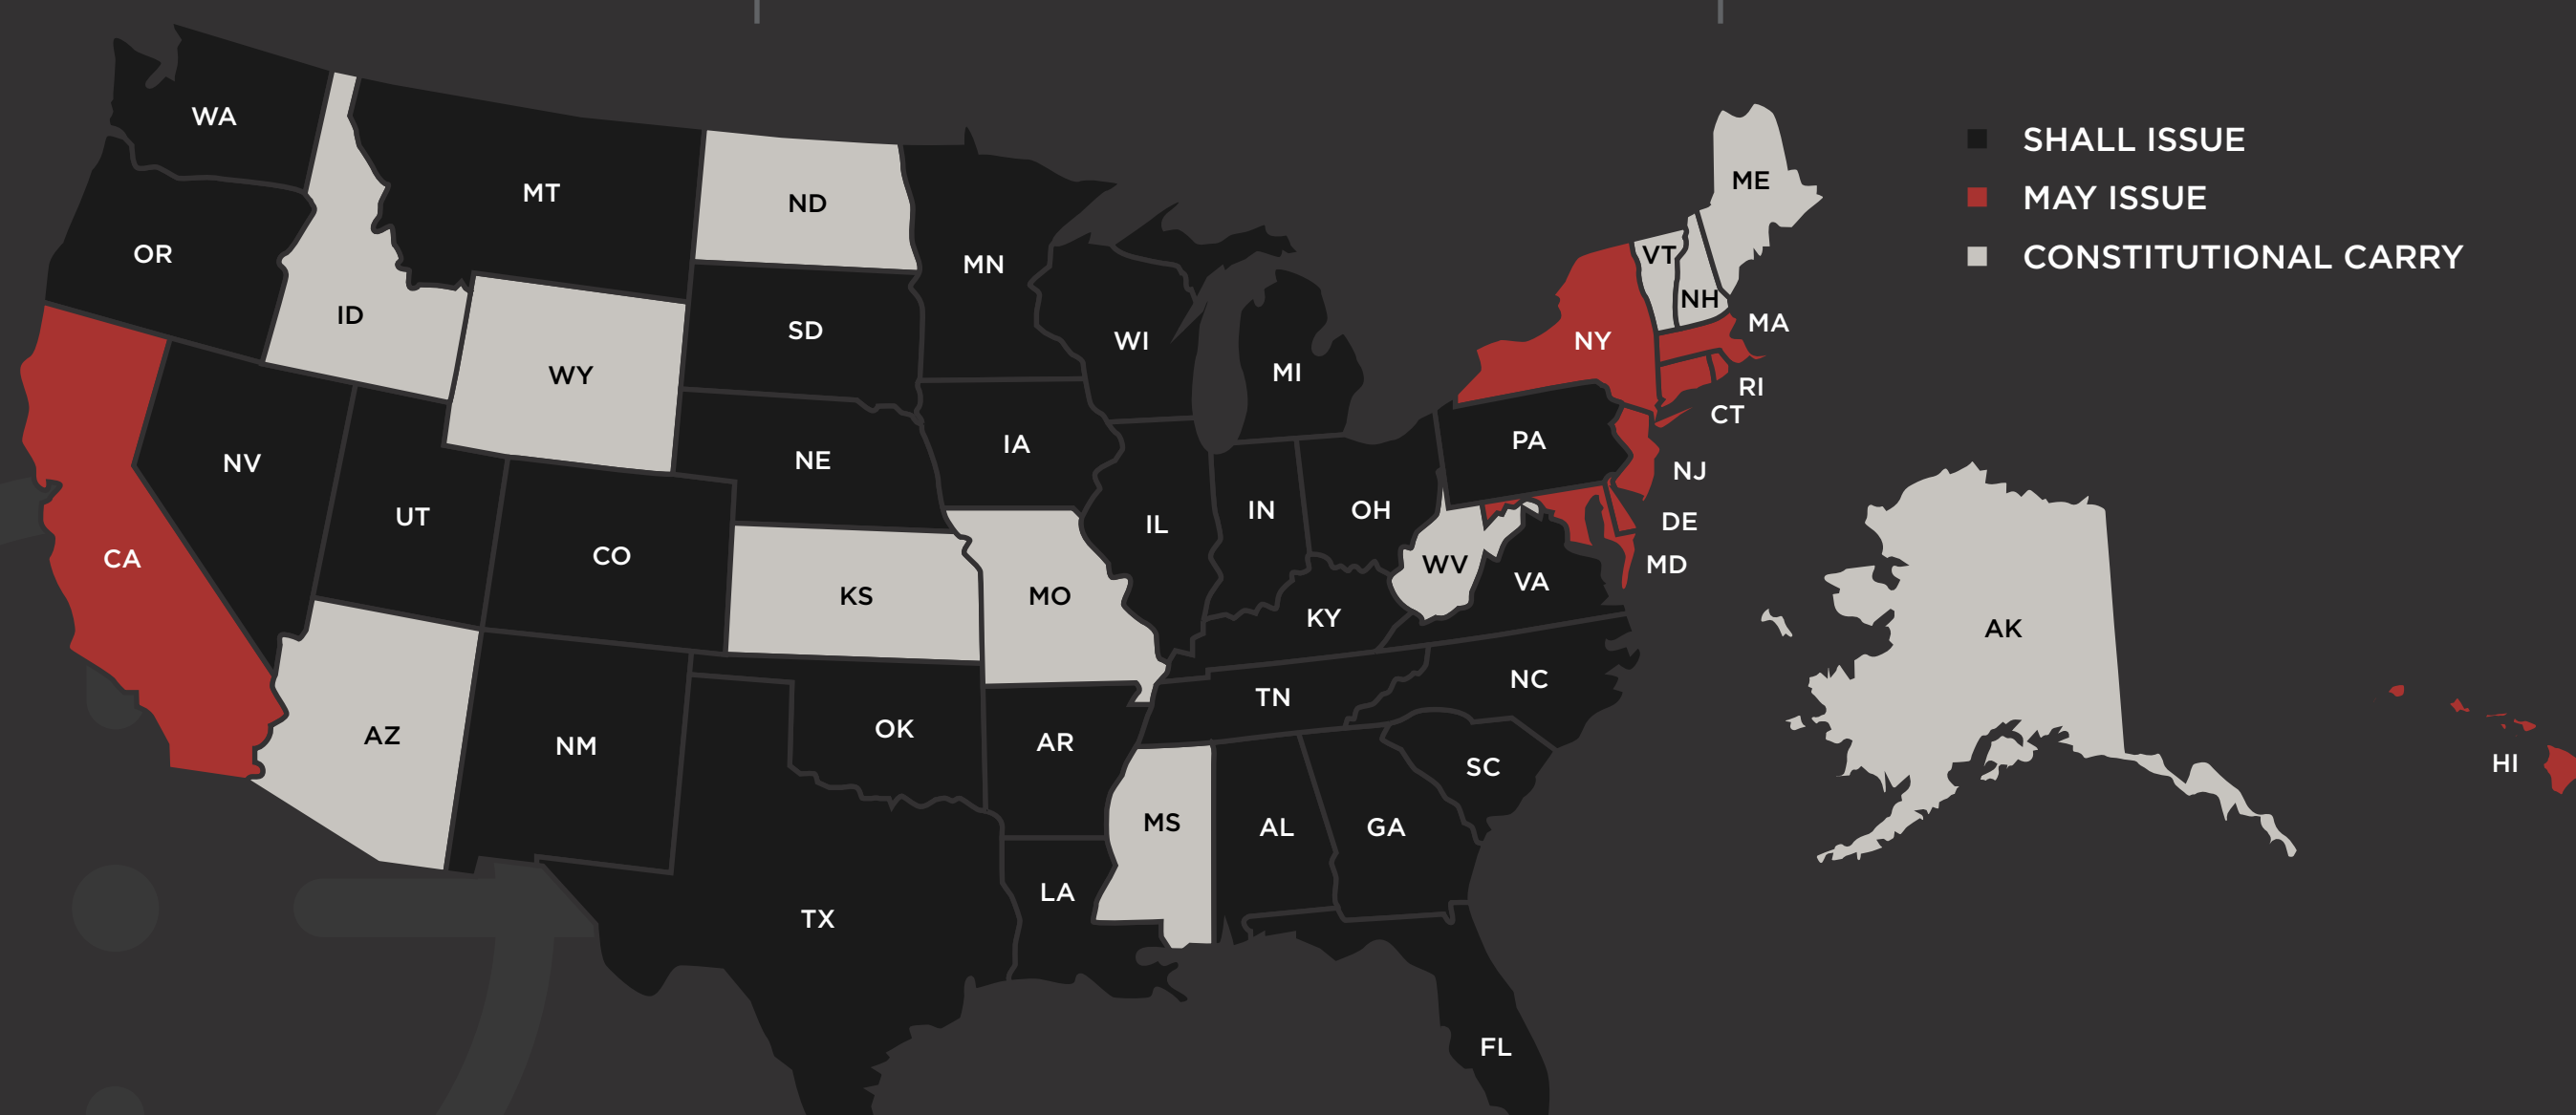 SHALL ISSUE
MAY ISSUE
CONSTITUTIONAL CARRY
WA
MT
ND
MN
ME
OR
ID
SD
WI
MI
VT
NH
NY
MA
WY
RI
CT
NV
NE
IA
PA
NJ
UT
CO
IL
IN
OH
DE
CA
KS
MO
WV
VA
MD
KY
AK
AZ
NM
OK
AR
TN
NC
SC
HI
MS
AL
GA
LA
TX
FL